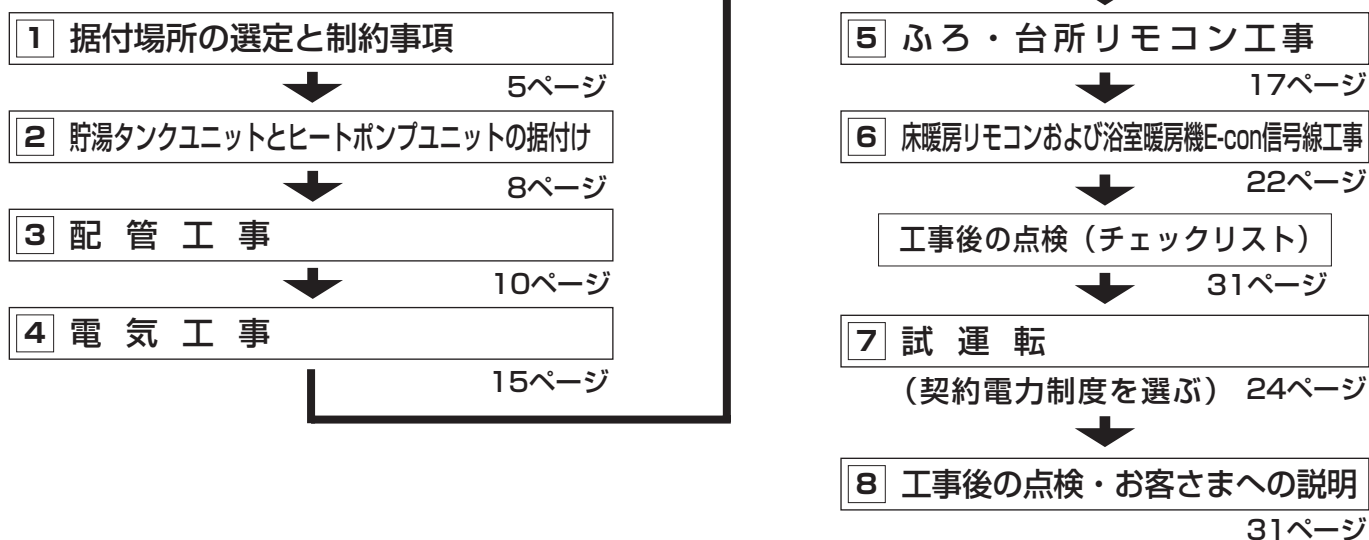 1 据付場所の選定と制約事項
5ページ
2 貯湯タンクユニットとヒートポンプユニットの据付け
8ページ
3 配管工事
10ページ
4 電気工事
15ページ
5 ふろ・台所リモコン工事
17ページ
6 床暖房リモコンおよび浴室暖房機E-con信号線工事
22ページ
工事後の点検（チェックリスト）
31ページ
7 試運転
（契約電力制度を選ぶ） 24ページ
8 工事後の点検・お客さまへの説明
31ページ